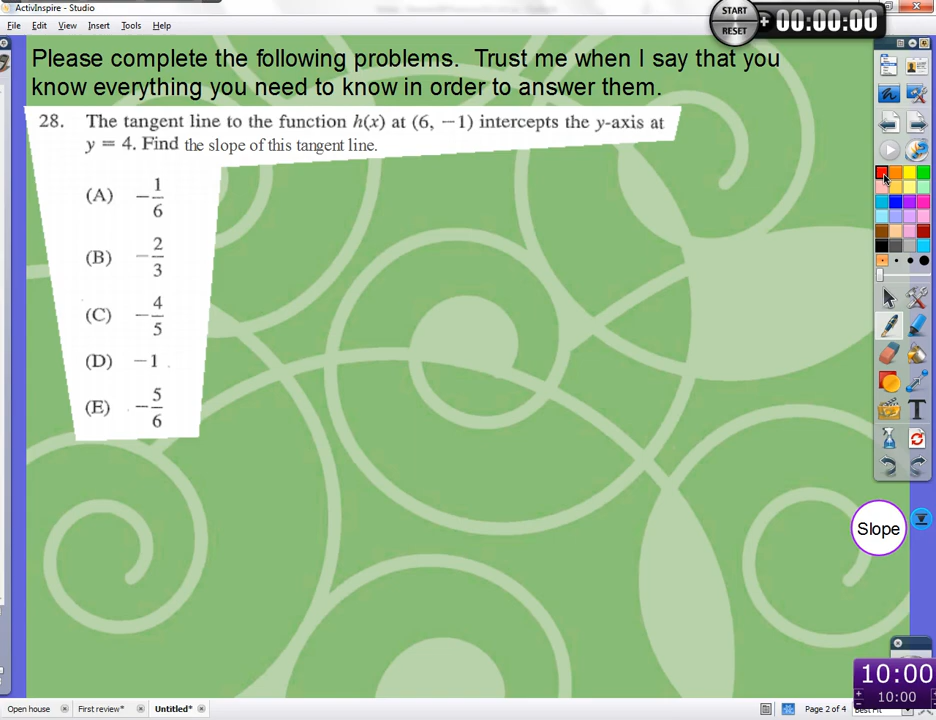 ActivInspire - Studio
START
RESET
00:00:00
File Edit View Insert Tools Help
Please complete the following problems. Trust me when I say that you
know everything you need to know in order to answer them.
28. The tangent line to the function h(x) at (6, −1) intercepts the y-axis at
y = 4. Find the slope of this tangent line.
(A) −1/6
(B) −2/3
(C) −4/5
(D) −1
(E) −5/6
Slope
10:00
10:00
Open house First review* Untitled* Page 2 of 4 Best Fit